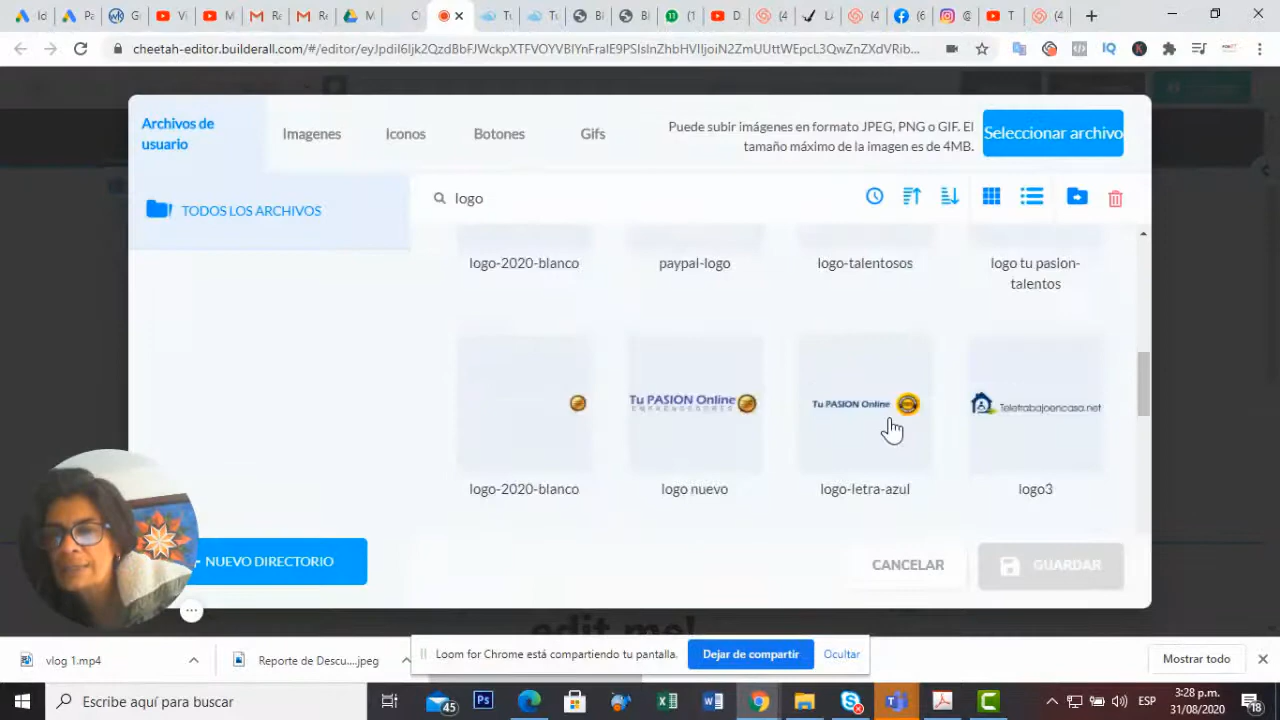 cheetah-editor.builderall.com/#/editor/
Archivos de
usuario
Imagenes
Iconos
Botones
Gifs
Puede subir imágenes en formato JPEG, PNG o GIF. El
tamaño máximo de la imagen es de 4MB.
Seleccionar archivo
TODOS LOS ARCHIVOS
logo
logo-2020-blanco
paypal-logo
logo-talentosos
logo tu pasion-
talentos
Tu PASION Online
EMPRENDEDORES
Tu PASION Online
Teletrabajoencasa.net
logo-2020-blanco
logo nuevo
logo-letra-azul
logo3
NUEVO DIRECTORIO
CANCELAR
GUARDAR
edit me!
Loom for Chrome está compartiendo tu pantalla.
Dejar de compartir
Ocultar
vlog 1.mp4
Reporte de Descu....jpeg
Mostrar todo
Escribe aquí para buscar
45
ESP
3:28 p.m.
31/08/2020
18